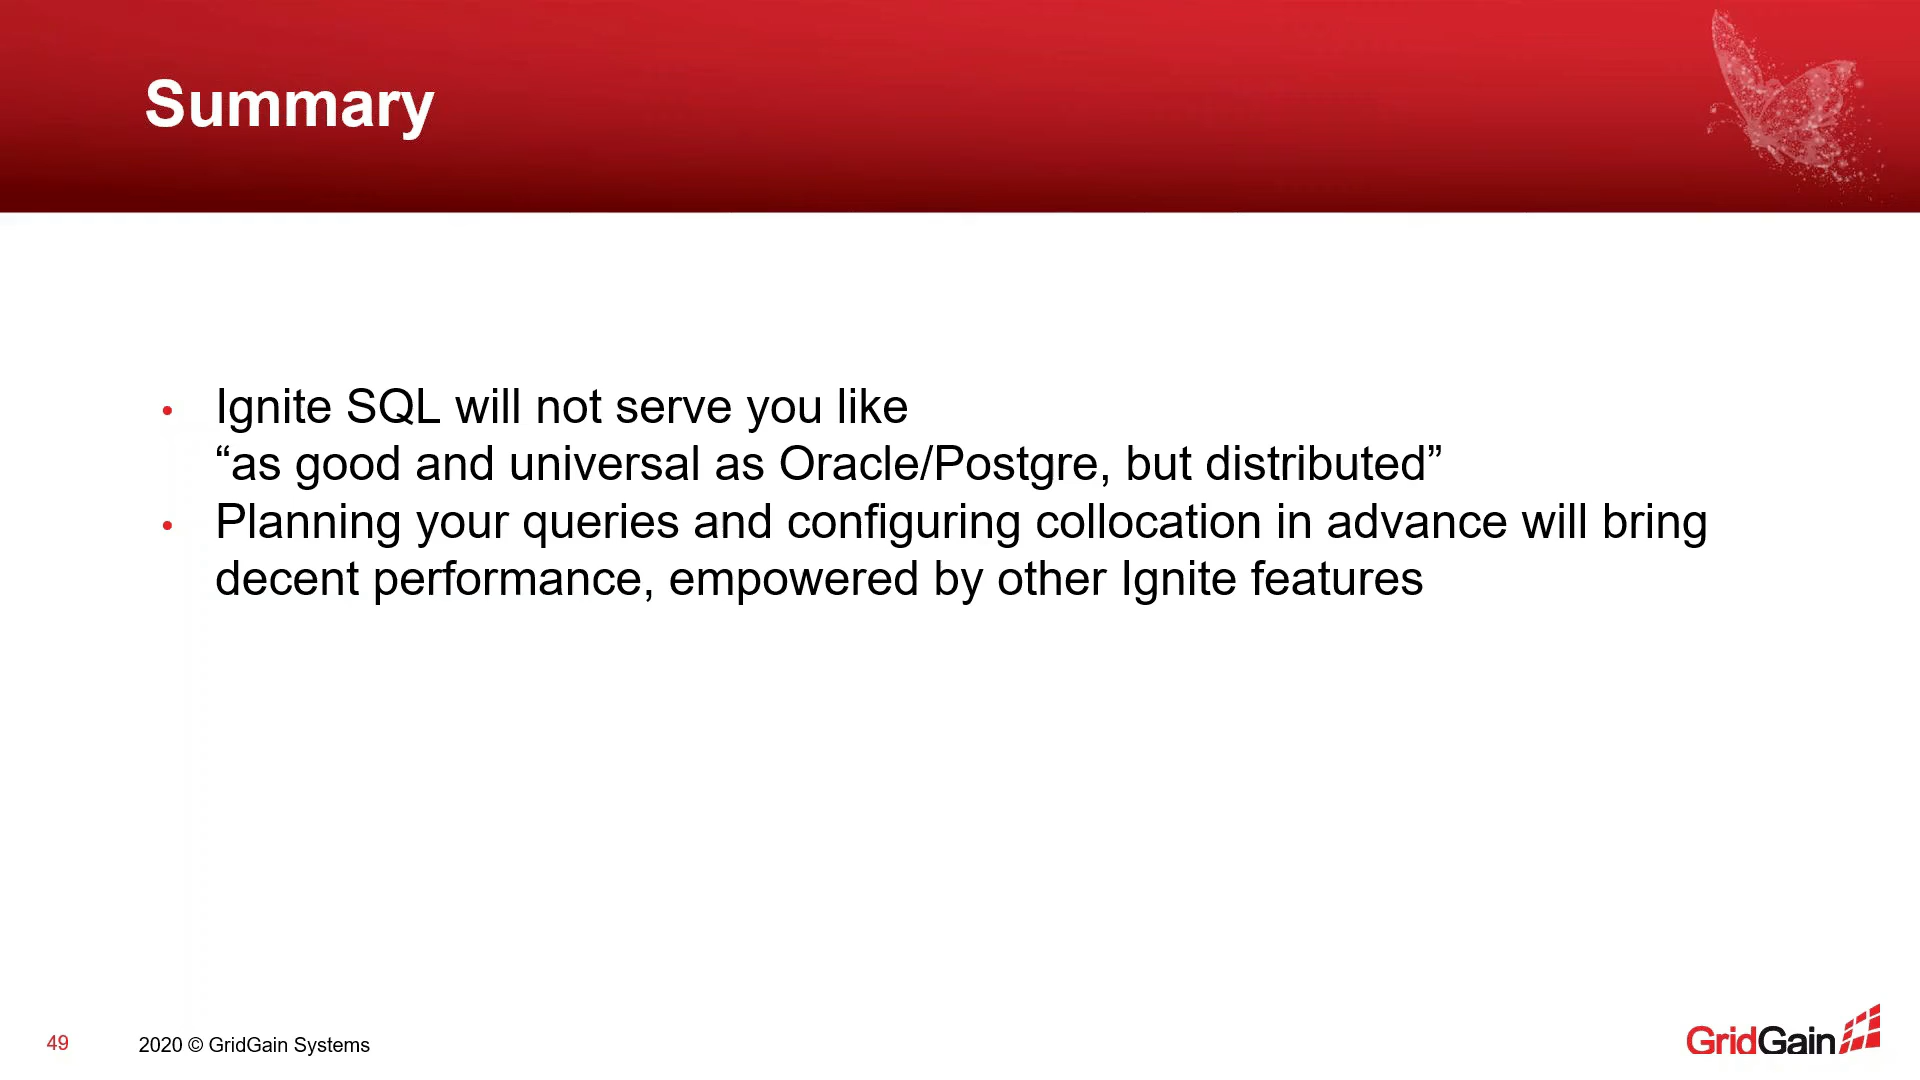 Summary
• Ignite SQL will not serve you like
“as good and universal as Oracle/Postgre, but distributed”
• Planning your queries and configuring collocation in advance will bring
decent performance, empowered by other Ignite features
49
2020 © GridGain Systems
GridGain